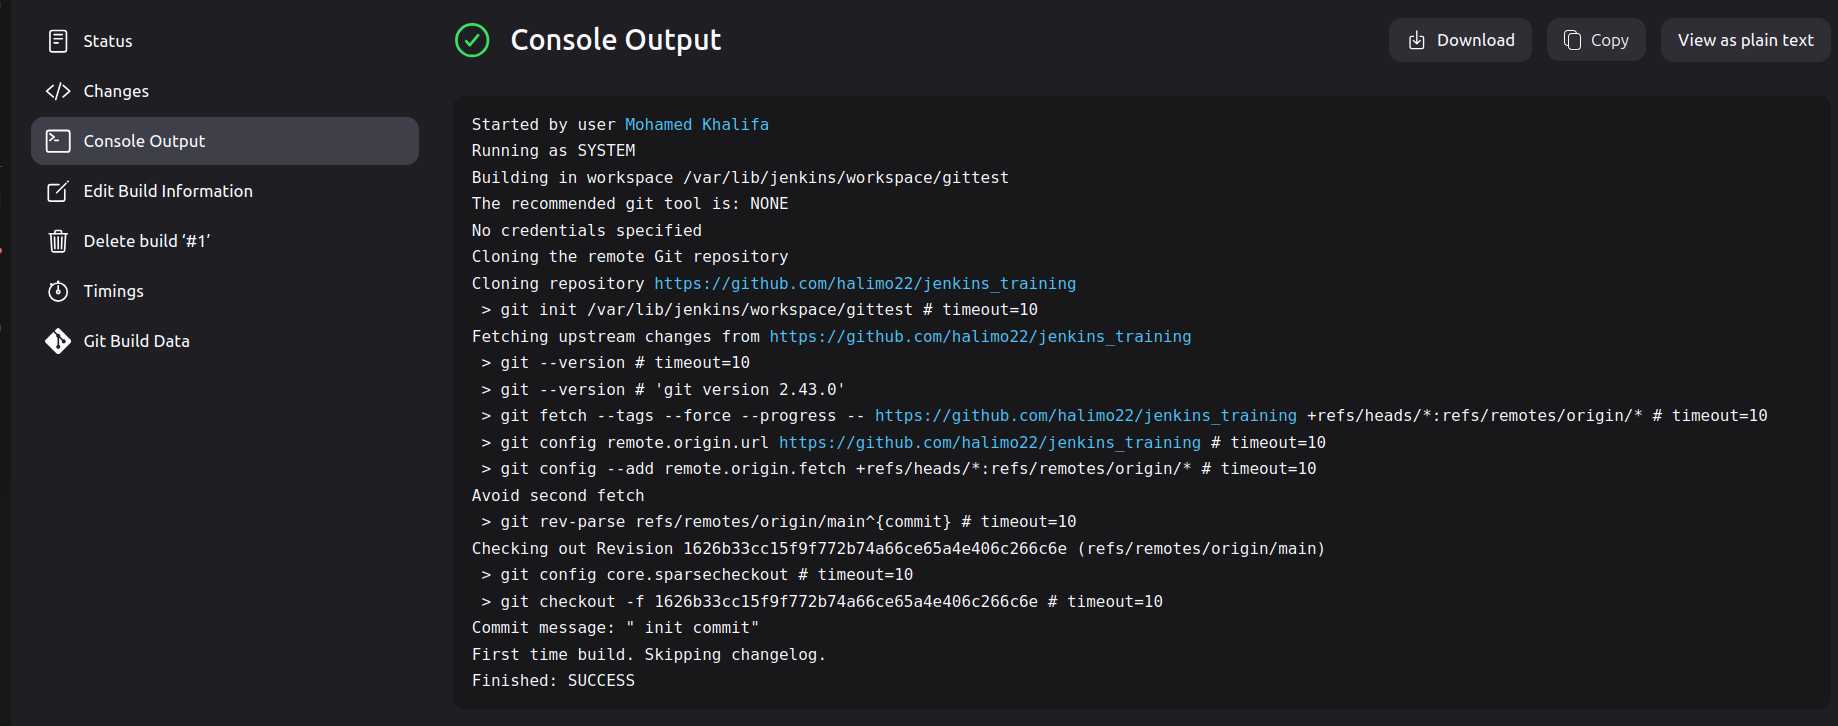 Status
Changes
Console Output
Edit Build Information
Delete build ‘#1’
Timings
Git Build Data
Console Output
Download
Copy
View as plain text
Started by user Mohamed Khalifa
Running as SYSTEM
Building in workspace /var/lib/jenkins/workspace/gittest
The recommended git tool is: NONE
No credentials specified
Cloning the remote Git repository
Cloning repository https://github.com/halimo22/jenkins_training
 > git init /var/lib/jenkins/workspace/gittest # timeout=10
Fetching upstream changes from https://github.com/halimo22/jenkins_training
 > git --version # timeout=10
 > git --version # 'git version 2.43.0'
 > git fetch --tags --force --progress -- https://github.com/halimo22/jenkins_training +refs/heads/*:refs/remotes/origin/* # timeout=10
 > git config remote.origin.url https://github.com/halimo22/jenkins_training # timeout=10
 > git config --add remote.origin.fetch +refs/heads/*:refs/remotes/origin/* # timeout=10
Avoid second fetch
 > git rev-parse refs/remotes/origin/main^{commit} # timeout=10
Checking out Revision 1626b33cc15f9f772b74a66ce65a4e406c266c6e (refs/remotes/origin/main)
 > git config core.sparsecheckout # timeout=10
 > git checkout -f 1626b33cc15f9f772b74a66ce65a4e406c266c6e # timeout=10
Commit message: " init commit"
First time build. Skipping changelog.
Finished: SUCCESS